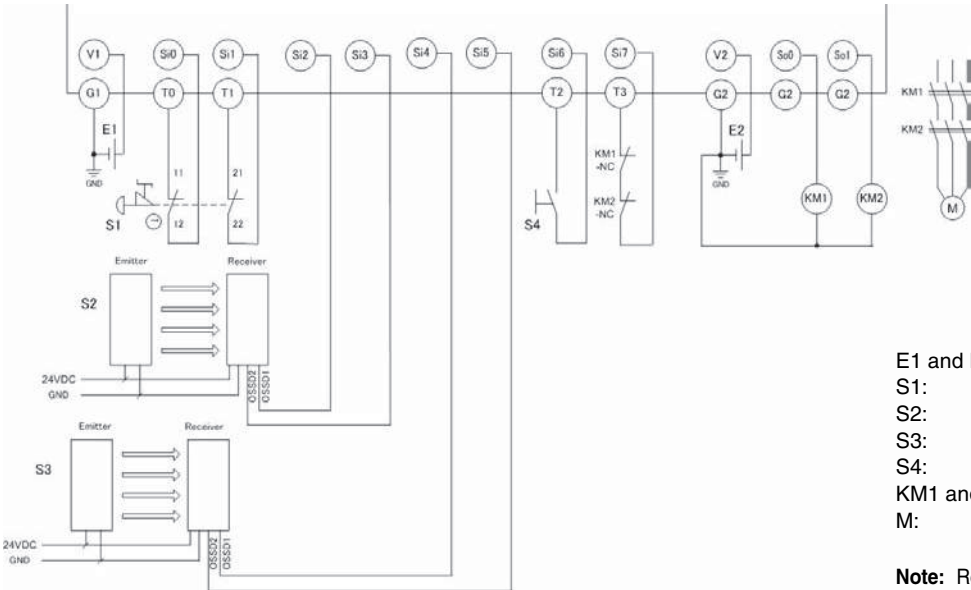 V1 Si0 Si1 Si2 Si3 Si4 Si5 Si6 Si7 V2 So0 So1
G1 T0 T1 T2 T3 G2 G2 G2
KM1
KM2
E1
E2
GND
GND
11
21
KM1
-NC
KM2
-NC
S1
12
22
S4
KM1
KM2
M
Emitter
Receiver
S2
24VDC
GND
OSSD2
OSSD1
Emitter
Receiver
S3
24VDC
GND
OSSD2
OSSD1
E1 and
S1:
S2:
S3:
S4:
KM1 and
M:
Note: